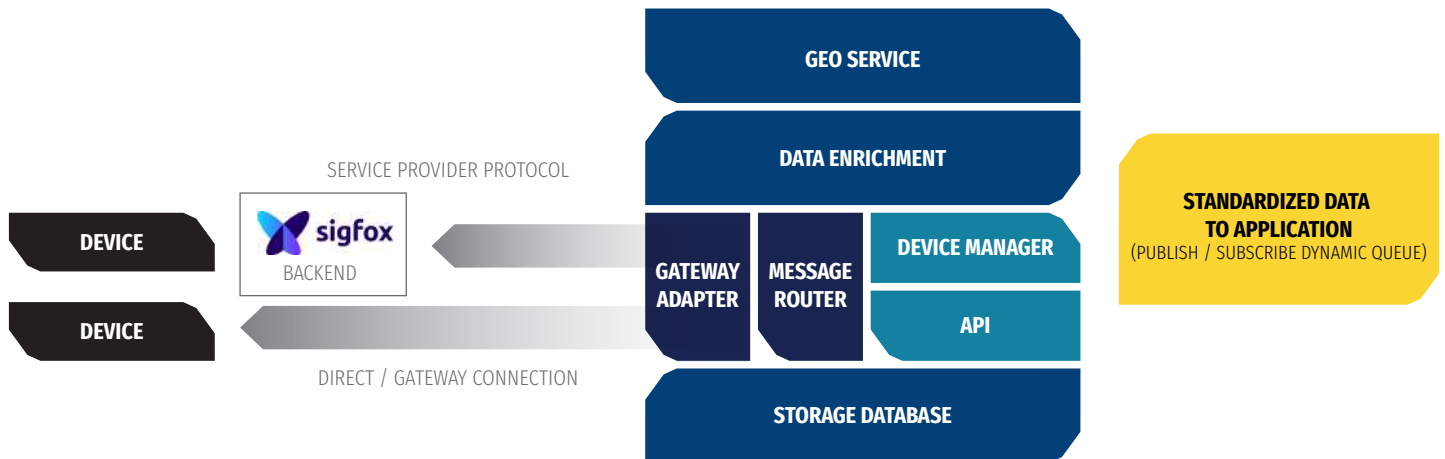 GEO SERVICE
DATA ENRICHMENT
SERVICE PROVIDER PROTOCOL
DEVICE
sigfox
BACKEND
DEVICE
DIRECT / GATEWAY CONNECTION
GATEWAY
ADAPTER
MESSAGE
ROUTER
DEVICE MANAGER
API
STORAGE DATABASE
STANDARDIZED DATA
TO APPLICATION
(PUBLISH / SUBSCRIBE DYNAMIC QUEUE)